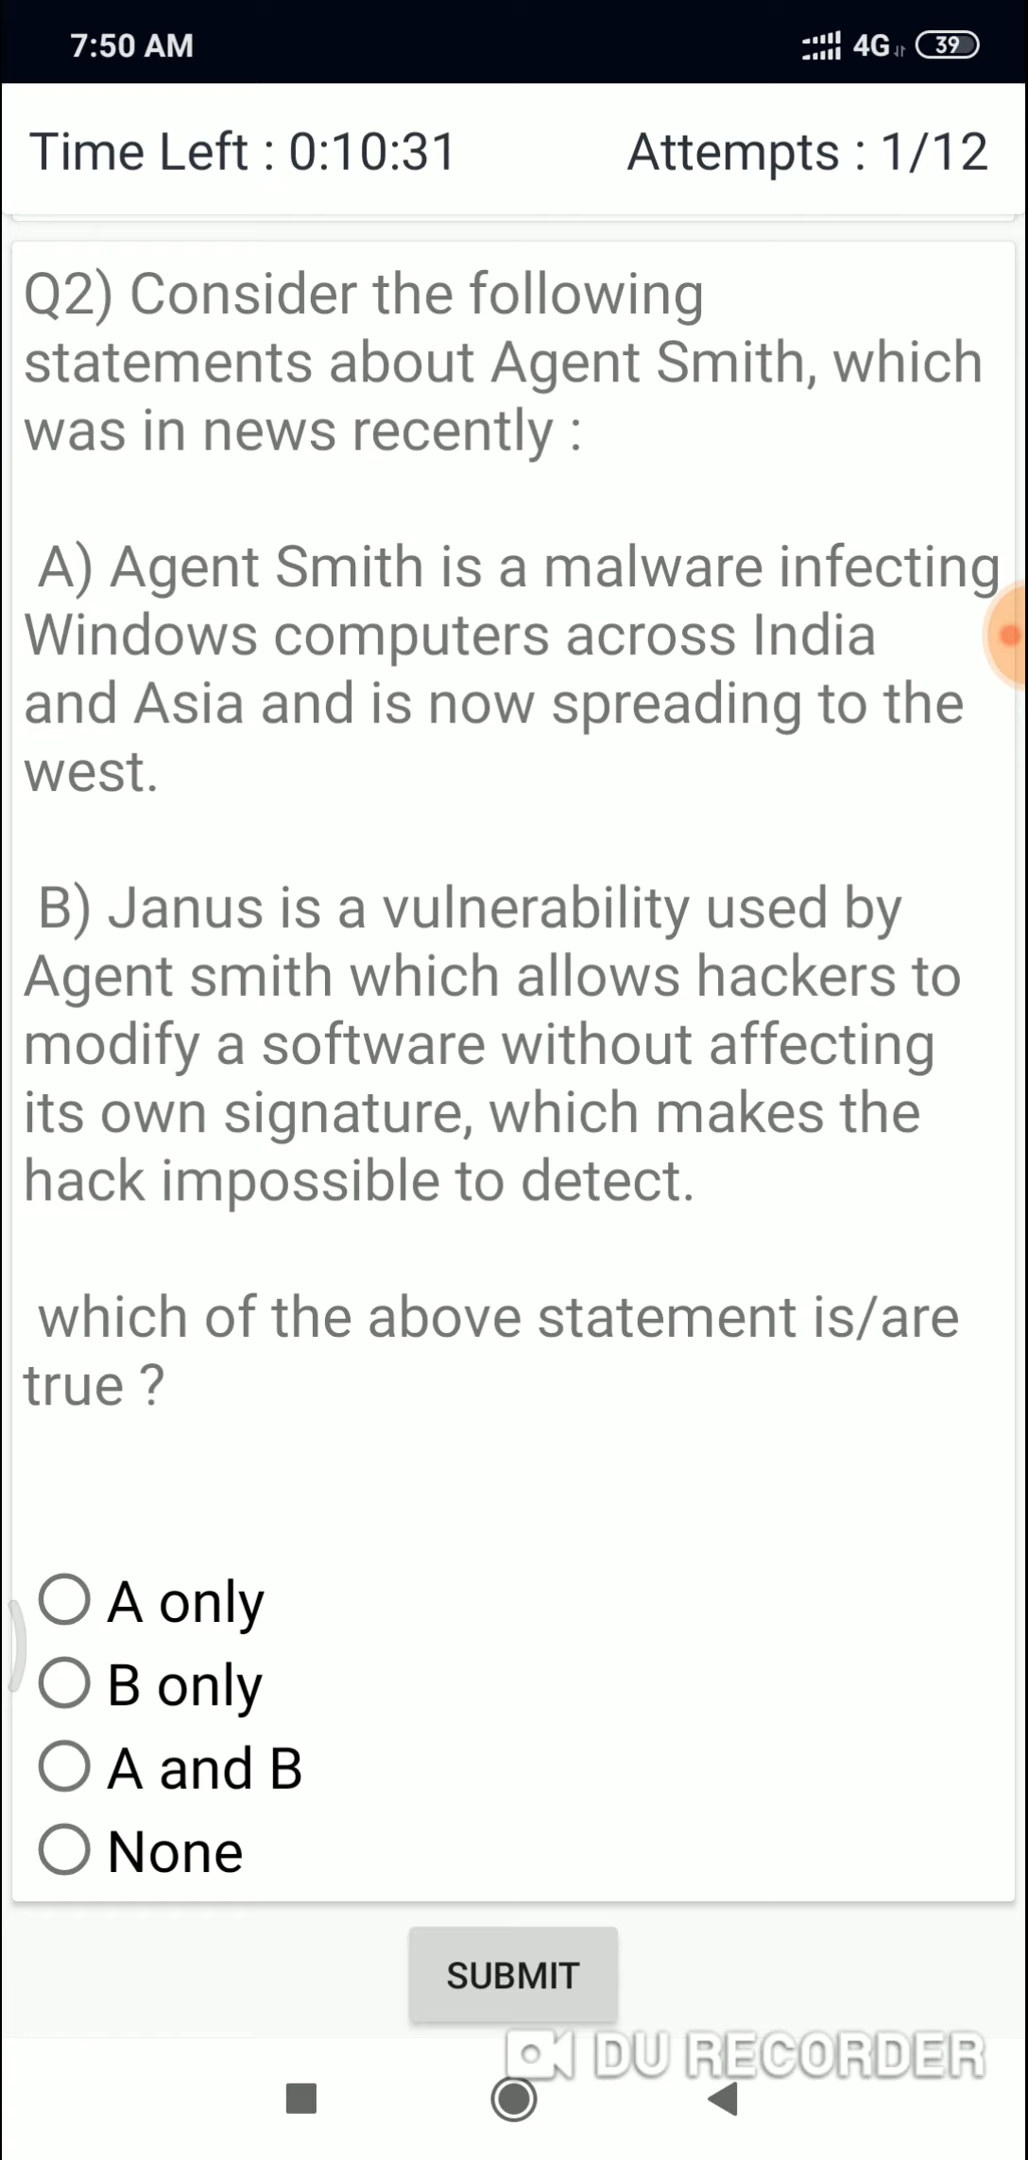 7:50 AM 4G 39
Time Left : 0:10:31 Attempts : 1/12
Q2) Consider the following
statements about Agent Smith, which
was in news recently :
A) Agent Smith is a malware infecting
Windows computers across India
and Asia and is now spreading to the
west.
B) Janus is a vulnerability used by
Agent smith which allows hackers to
modify a software without affecting
its own signature, which makes the
hack impossible to detect.
which of the above statement is/are
true ?
A only
B only
A and B
None
SUBMIT
DU RECORDER